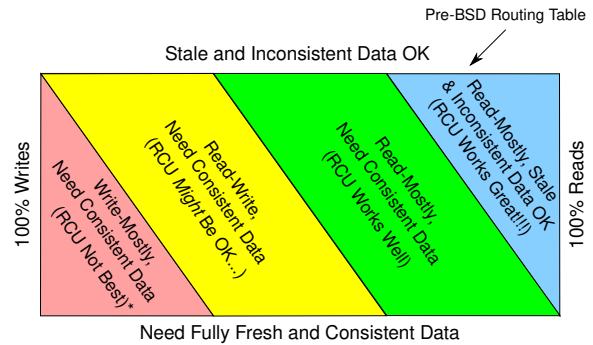 Pre-BSD Routing Table
Stale and Inconsistent Data OK
100% Writes
Write-Mostly,
Need Consistent Data
(RCU Not Best)*
Read-Write,
Need Consistent Data
(RCU Might Be OK...)
Read-Mostly,
Need Consistent Data
(RCU Works Well)
Read-Mostly, Stale
& Inconsistent Data OK
(RCU Works Great!!!)
100% Reads
Need Fully Fresh and Consistent Data